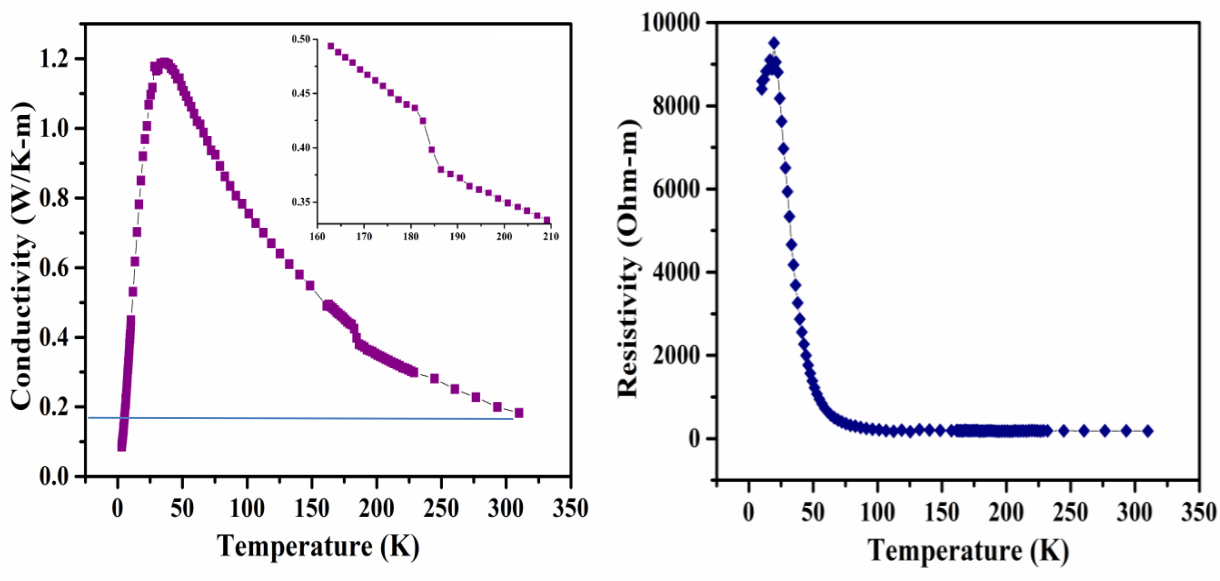 Conductivity (W/K-m)
1.2
1.0
0.8
0.6
0.4
0.2
0.0
0 50 100 150 200 250 300 350
Temperature (K)
0.50
0.45
0.40
0.35
160 170 180 190 200 210
Resistivity (Ohm-m)
10000
8000
6000
4000
2000
0
0 50 100 150 200 250 300 350
Temperature (K)